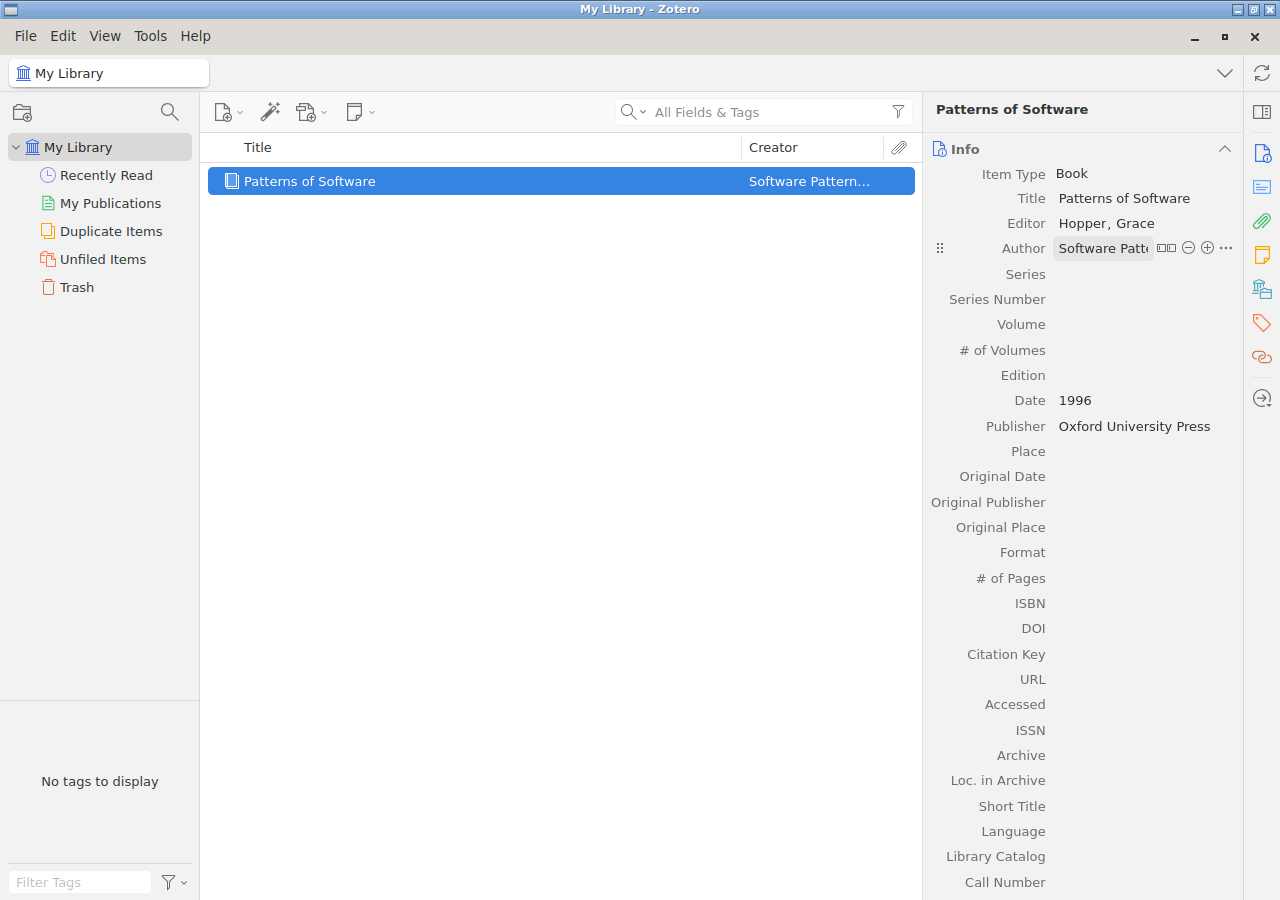 My Library - Zotero
File Edit View Tools Help
My Library
All Fields & Tags
My Library
Recently Read
My Publications
Duplicate Items
Unfiled Items
Trash
No tags to display
Filter Tags
Title Creator
Patterns of Software Software Pattern...
Patterns of Software
Info
Item Type Book
Title Patterns of Software
Editor Hopper, Grace
Author Software Patt
Series
Series Number
Volume
# of Volumes
Edition
Date 1996
Publisher Oxford University Press
Place
Original Date
Original Publisher
Original Place
Format
# of Pages
ISBN
DOI
Citation Key
URL
Accessed
ISSN
Archive
Loc. in Archive
Short Title
Language
Library Catalog
Call Number